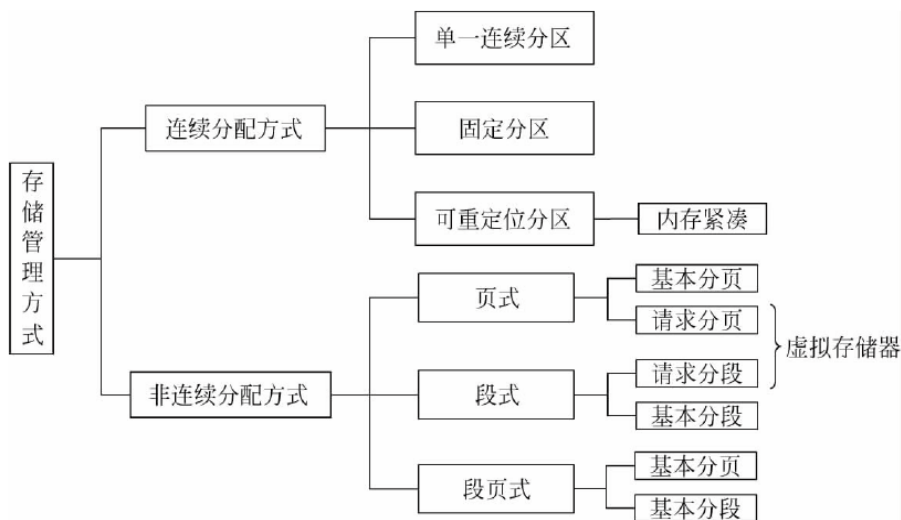 存储管理方式
连续分配方式
单一连续分区
固定分区
可重定位分区
内存紧凑
非连续分配方式
页式
基本分页
请求分页
段式
请求分段
基本分段
虚拟存储器
段页式
基本分页
基本分段